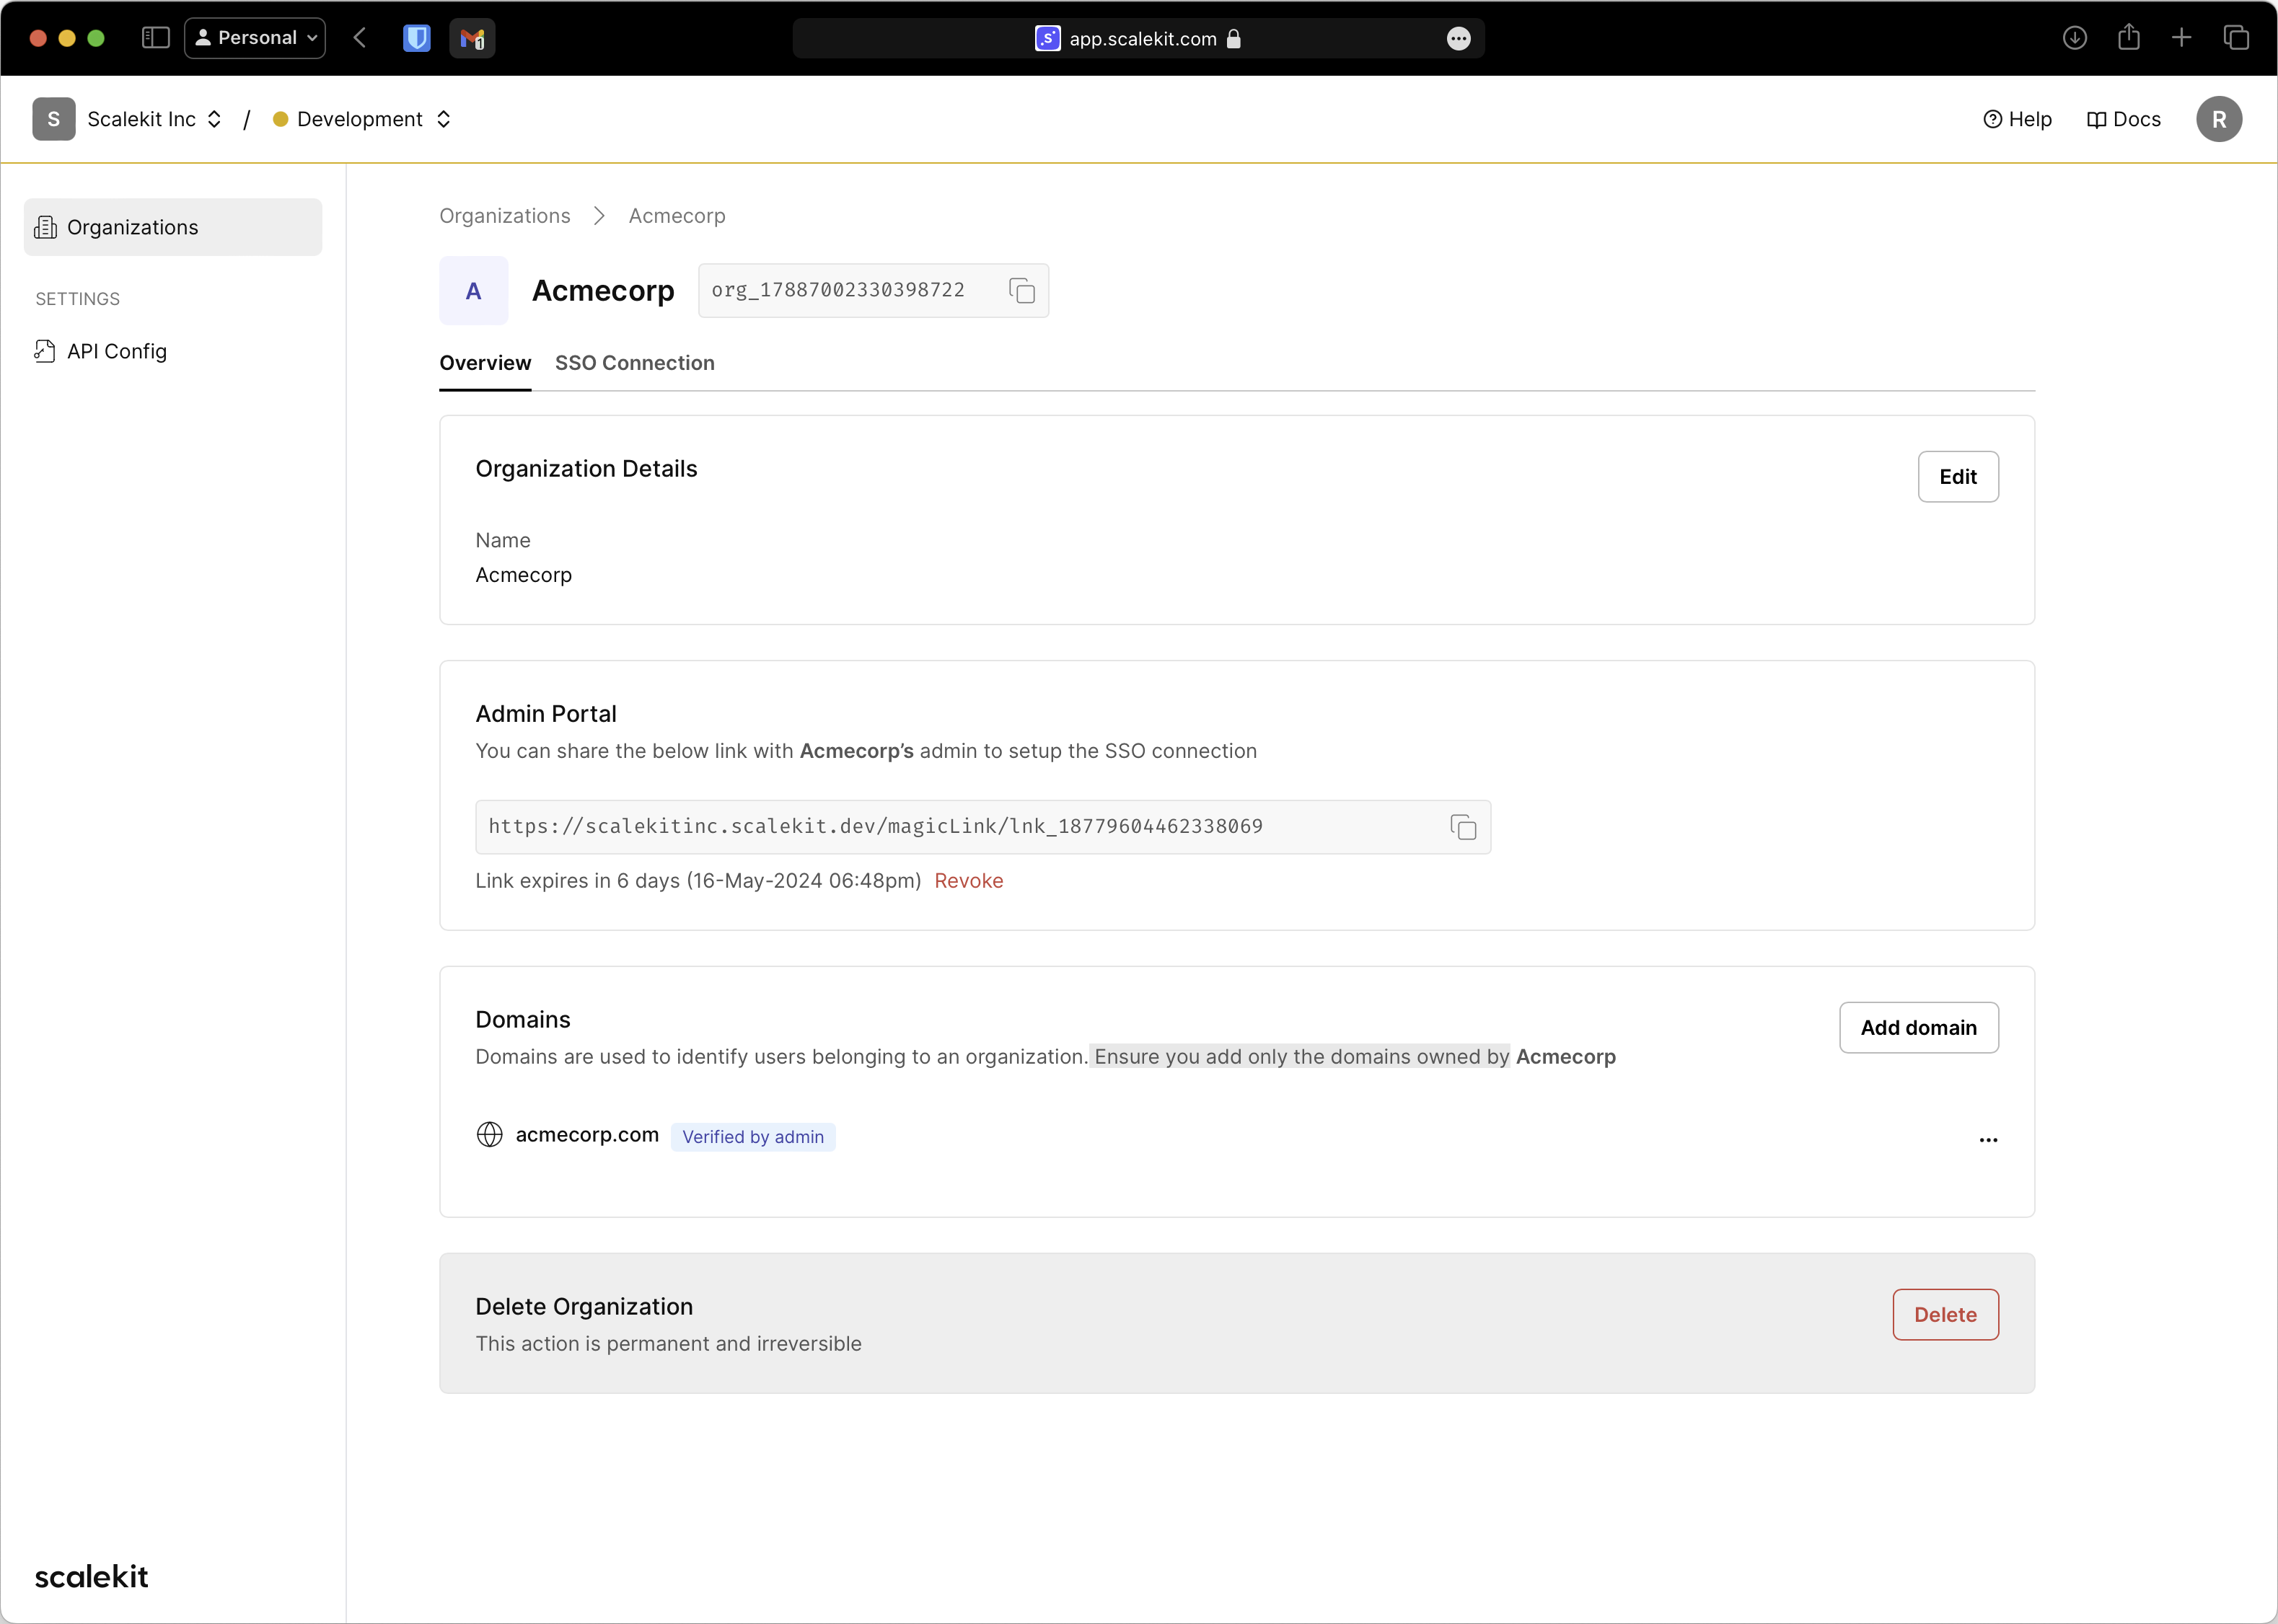 Personal
1
.S
app.scalekit.com
S
Scalekit Inc / Development
Help
Docs
R
Organizations
SETTINGS
API Config
Organizations
Acmecorp
A
Acmecorp
org_17887002330398722
Overview
SSO Connection
Organization Details
Edit
Name
Acmecorp
Admin Portal
You can share the below link with Acmecorp’s admin to setup the SSO connection
https://scalekitinc.scalekit.dev/magicLink/lnk_18779604462338069
Link expires in 6 days (16-May-2024 06:48pm) Revoke
Domains
Add domain
Domains are used to identify users belonging to an organization. Ensure you add only the domains owned by Acmecorp
acmecorp.com
Verified by admin
Delete Organization
Delete
This action is permanent and irreversible
scalekit